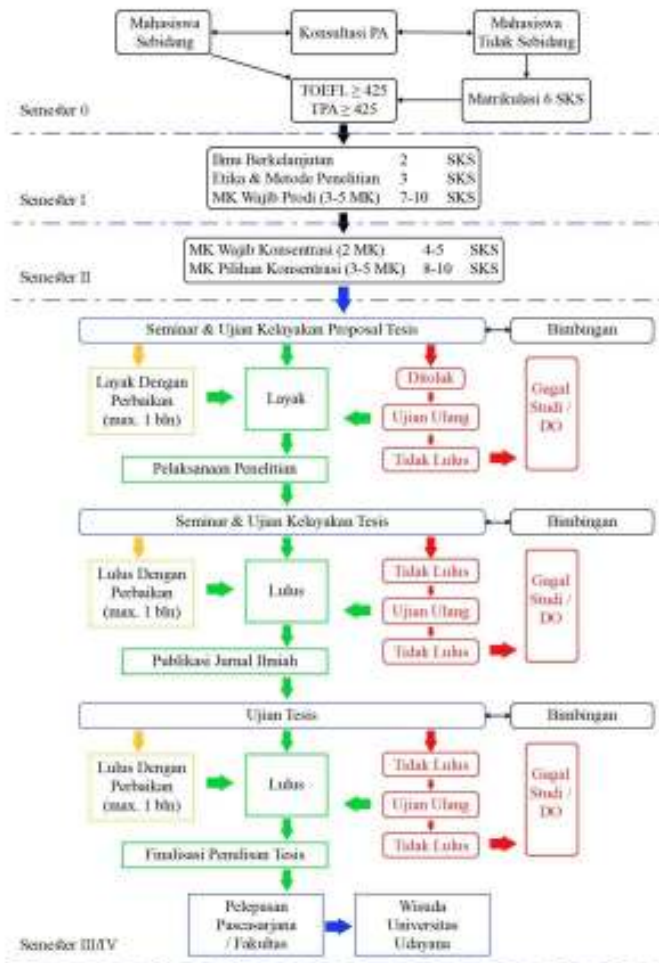 Mahasiswa
Sebidang
Konsultasi PA
Mahasiswa
Tidak Sebidang
TOEFL ≥ 425
TPA ≥ 425
Matrikulasi 6 SKS
Semester 0
Ilmu Berkelanjutan 2 SKS
Etika & Metode Penelitian 3 SKS
MK Wajib Prodi (3-5 MK) 7-10 SKS
Semester I
MK Wajib Konsentrasi (2 MK) 4-5 SKS
MK Pilihan Konsentrasi (3-5 MK) 8-10 SKS
Semester II
Seminar & Ujian Kelayakan Proposal Tesis
Bimbingan
Layak Dengan
Perbaikan
(max. 1 bln)
Layak
Ditolak
Ujian Ulang
Tidak Lulus
Gagal
Studi /
DO
Pelaksanaan Penelitian
Seminar & Ujian Kelayakan Tesis
Bimbingan
Lulus Dengan
Perbaikan
(max. 1 bln)
Lulus
Tidak Lulus
Ujian Ulang
Tidak Lulus
Gagal
Studi /
DO
Publikasi Jurnal Ilmiah
Ujian Tesis
Bimbingan
Lulus Dengan
Perbaikan
(max. 1 bln)
Lulus
Tidak Lulus
Ujian Ulang
Tidak Lulus
Gagal
Studi /
DO
Finalisasi Penulisan Tesis
Pelepasan
Pascasarjana
/ Fakultas
Wisuda
Universitas
Udayana
Semester III/IV